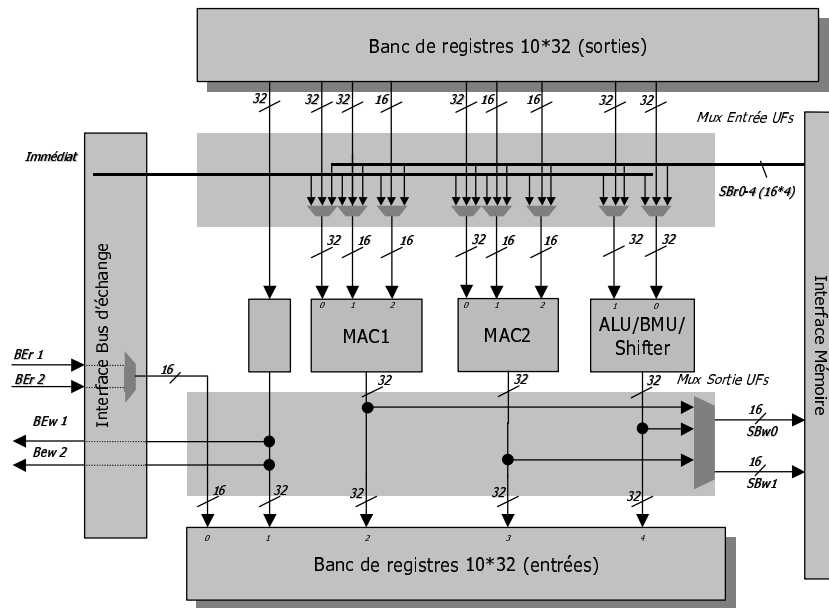 Banc de registres 10*32 (sorties)
32 32 32 16 32 16 16 32 32
Mux Entrée UFs
Immédiat
SBr0-4 (16*4)
32 16 16 32 16 16 32 32
0 1 2 0 1 2 1 0
MAC1
MAC2
ALU/BMU/
Shifter
Interface Bus d'échange
Interface Mémoire
BEr 1
BEr 2
16
32 32 32
Mux Sortie UFs
BEw 1
Bew 2
16
SBw0
16
SBw1
16 32 32 32 32
0 1 2 3 4
Banc de registres 10*32 (entrées)